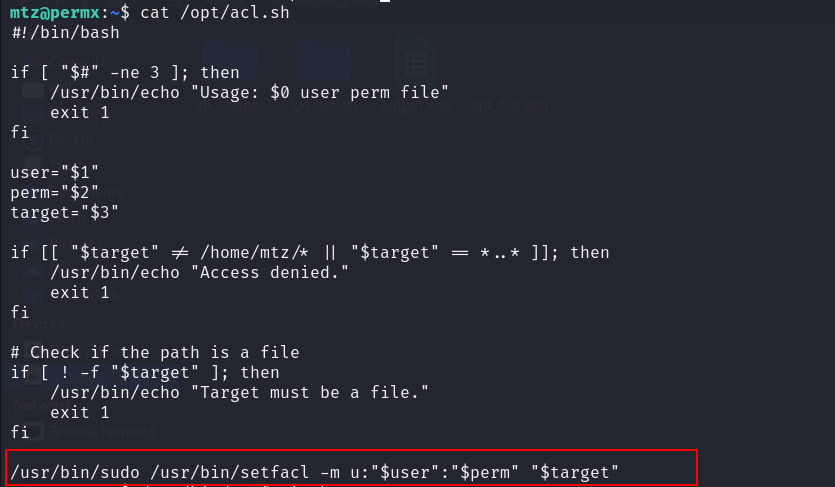 mtz@permx:~$ cat /opt/acl.sh
#!/bin/bash
if [ "$#" -ne 3 ]; then
/usr/bin/echo "Usage: $0 user perm file"
exit 1
fi
user="$1"
perm="$2"
target="$3"
if [[ "$target" != /home/mtz/* || "$target" == *..* ]]; then
/usr/bin/echo "Access denied."
exit 1
fi
Devices
# Check if the path is a file
if [ ! -f "$target" ]; then
/usr/bin/echo "Target must be a file."
exit 1
fi
Browse Network
/usr/bin/sudo /usr/bin/setfacl -m u:"$user":"$perm" "$target"